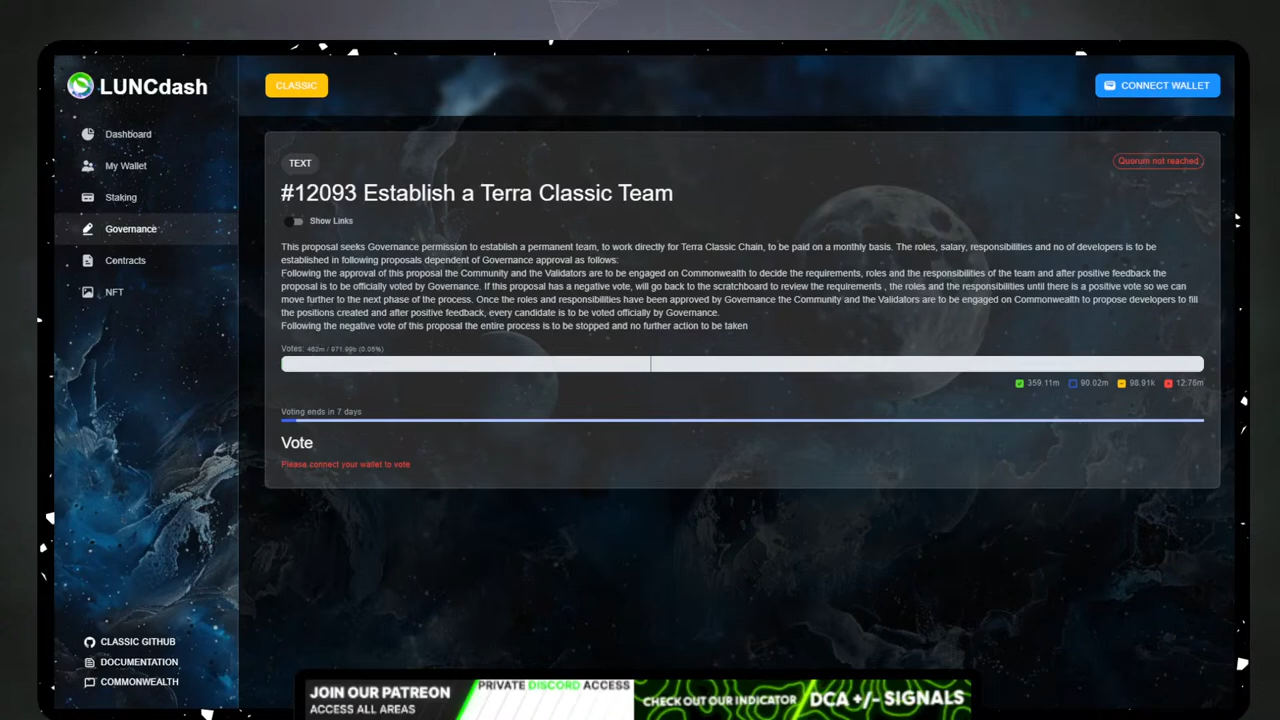 LUNCdash
CLASSIC
CONNECT WALLET
Dashboard
My Wallet
Staking
Governance
Contracts
NFT
TEXT
Quorum not reached
#12093 Establish a Terra Classic Team
Show Links
This proposal seeks Governance permission to establish a permanent team, to work directly for Terra Classic Chain, to be paid on a monthly basis. The roles, salary, responsibilities and no of developers is to be
established in following proposals dependent of Governance approval as follows:
Following the approval of this proposal the Community and the Validators are to be engaged on Commonwealth to decide the requirements, roles and the responsibilities of the team and after positive feedback the
proposal is to be officially voted by Governance. If this proposal has a negative vote, will go back to the scratchboard to review the requirements , the roles and the responsibilities until there is a positive vote so we can
move further to the next phase of the process. Once the roles and responsibilities have been approved by Governance the Community and the Validators are to be engaged on Commonwealth to propose developers to fill
the positions created and after positive feedback, every candidate is to be voted officially by Governance.
Following the negative vote of this proposal the entire process is to be stopped and no further action to be taken
Votes: 462m / 971.99b (0.05%)
359.11m 90.02m 98.91k 12.76m
Voting ends in 7 days
Vote
Please connect your wallet to vote
CLASSIC GITHUB
DOCUMENTATION
COMMONWEALTH
JOIN OUR PATREON
ACCESS ALL AREAS
PRIVATE DISCORD ACCESS
CHECK OUT OUR INDICATOR
DCA +/- SIGNALS